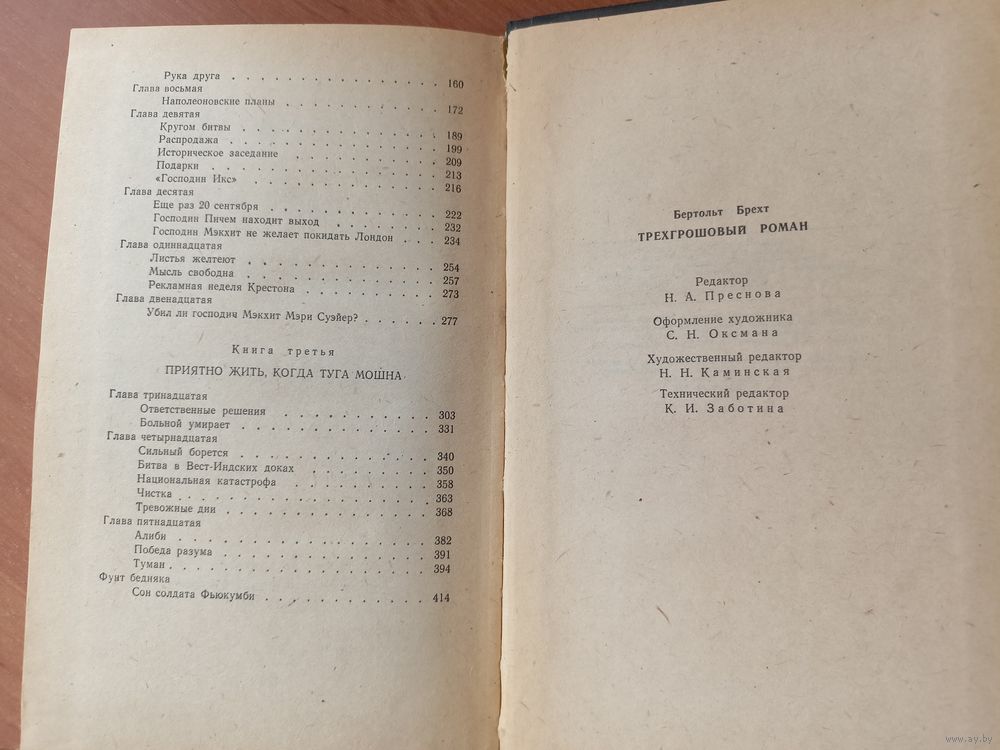 Рука друга . . . . . . . . . . . . . . . 160
Глава восьмая
Наполеоновские планы . . . . . . . . . . . 172
Глава девятая
Кругом битвы . . . . . . . . . . . . . . 189
Распродажа . . . . . . . . . . . . . . . 199
Историческое заседание . . . . . . . . . . 209
Подарки . . . . . . . . . . . . . . . . 213
«Господин Икс» . . . . . . . . . . . . . 216
Глава десятая
Еще раз 20 сентября . . . . . . . . . . . 222
Господин Пичем находит выход . . . . . . . 232
Господин Мэкхит не желает покидать Лондон . . . 234
Глава одиннадцатая
Листья желтеют . . . . . . . . . . . . . 254
Мысль свободна . . . . . . . . . . . . . 257
Рекламная неделя Крестона . . . . . . . . . 273
Глава двенадцатая
Убил ли господин Мэкхит Мэри Суэйер? . . . . . . 277
Книга третья
ПРИЯТНО ЖИТЬ, КОГДА ТУГА МОШНА
Глава тринадцатая
Ответственные решения . . . . . . . . . . . 303
Больной умирает . . . . . . . . . . . . . 331
Глава четырнадцатая
Сильный борется . . . . . . . . . . . . . 340
Битва в Вест-Индских доках . . . . . . . . . 350
Национальная катастрофа . . . . . . . . . . 358
Чистка . . . . . . . . . . . . . . . . . 363
Тревожные дии . . . . . . . . . . . . . . 368
Глава пятнадцатая
Алиби . . . . . . . . . . . . . . . . . 382
Победа разума . . . . . . . . . . . . . . 391
Туман . . . . . . . . . . . . . . . . . 394
Фунт бедняка
Сон солдата Фьюкумби . . . . . . . . . . . 414
Бертольт Брехт
ТРЕХГРОШОВЫЙ РОМАН
Редактор
Н. А. Преснова
Оформление художника
С. Н. Оксмана
Художественный редактор
Н. Н. Каминская
Технический редактор
К. И. Заботина
www.ay.by